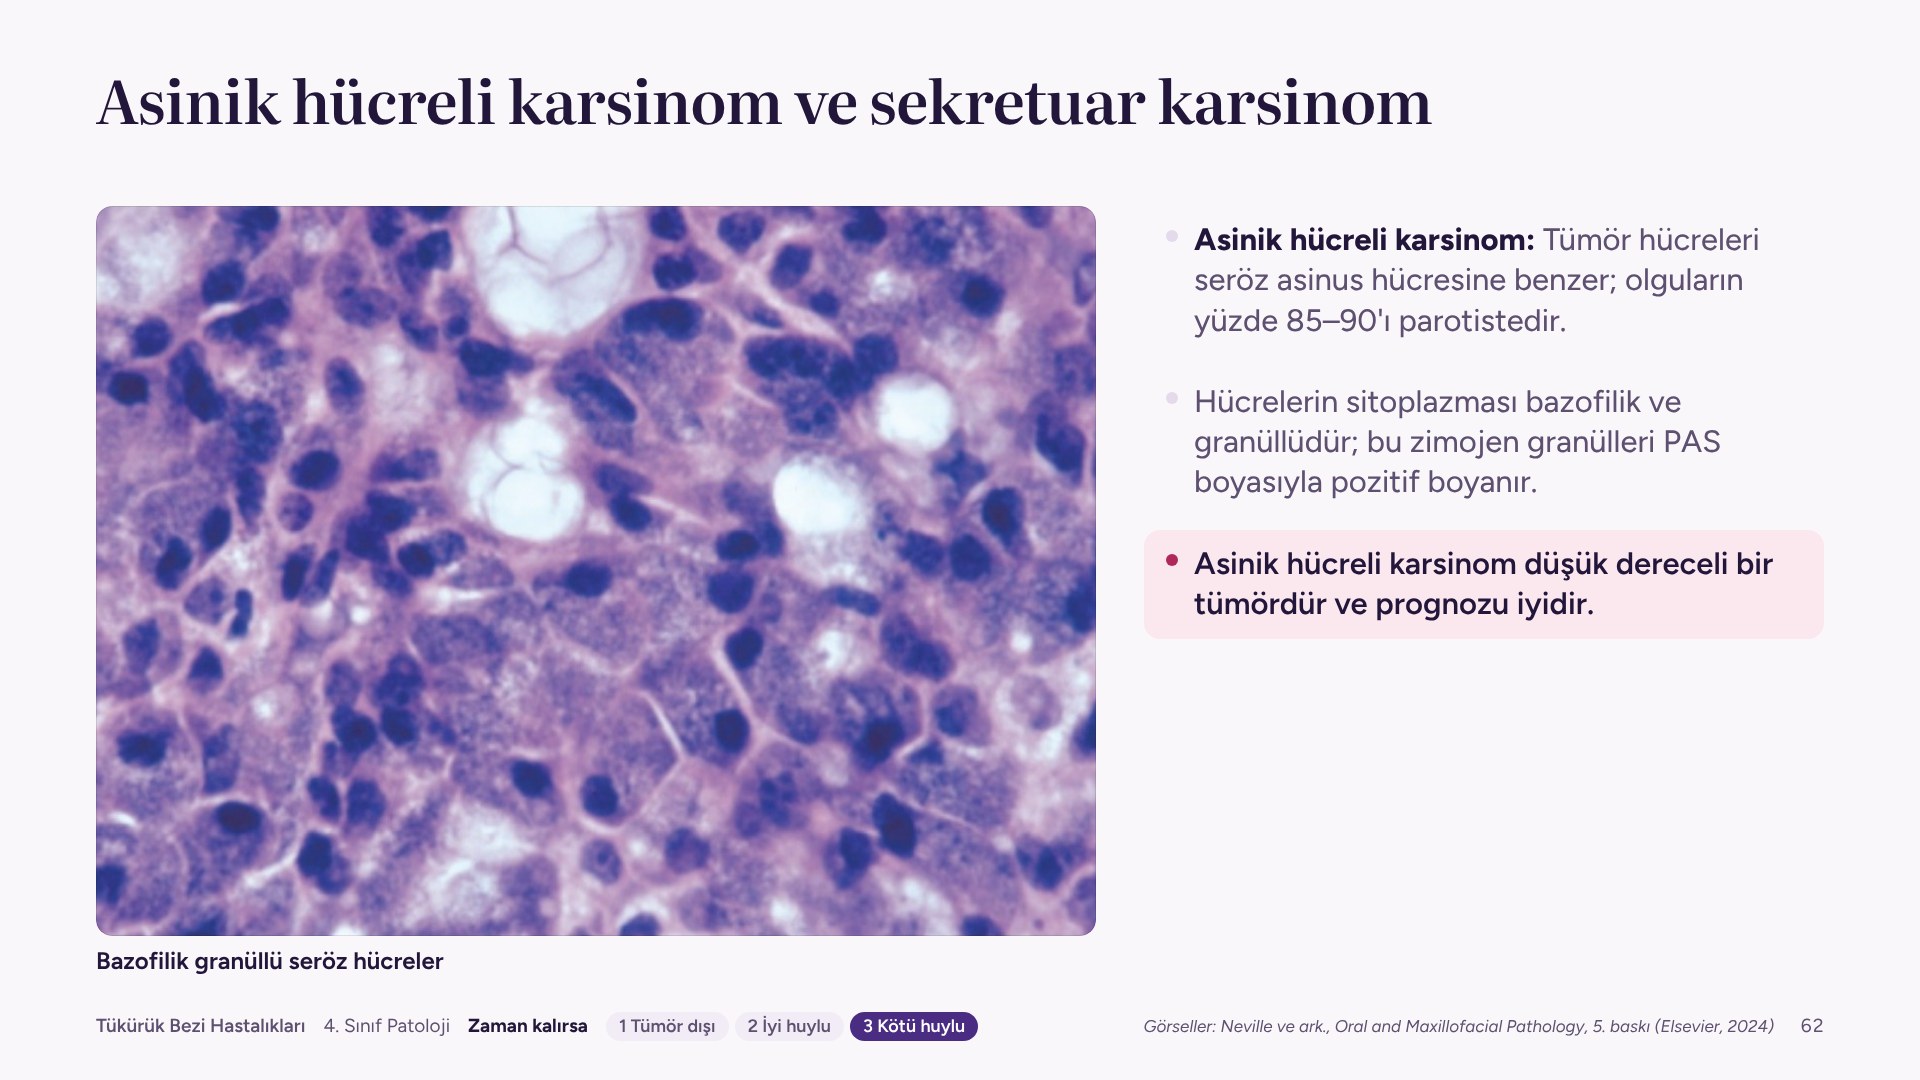 Asinik hücreli karsinom ve sekretuar karsinom
Asinik hücreli karsinom: Tümör hücreleri
seröz asinus hücresine benzer; olguların
yüzde 85–90'ı parotistedir.
Hücrelerin sitoplazması bazofilik ve
granüllüdür; bu zimojen granülleri PAS
boyasıyla pozitif boyanır.
Asinik hücreli karsinom düşük dereceli bir
tümördür ve prognozu iyidir.
Bazofilik granüllü seröz hücreler
Tükürük Bezi Hastalıkları 4. Sınıf Patoloji Zaman kalırsa 1 Tümör dışı 2 İyi huylu 3 Kötü huylu
Görseller: Neville ve ark., Oral and Maxillofacial Pathology, 5. baskı (Elsevier, 2024) 62